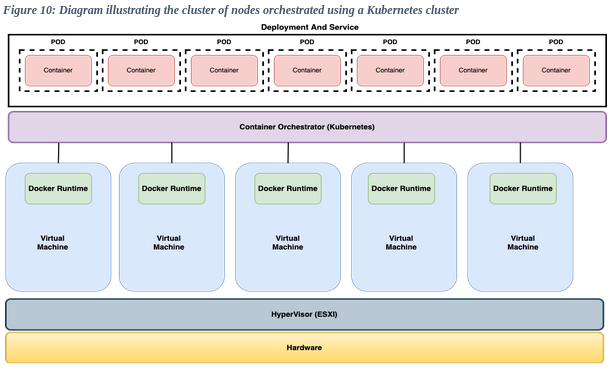 Figure 10: Diagram illustrating the cluster of nodes orchestrated using a Kubernetes cluster
Deployment And Service
POD POD POD POD POD POD POD
Container Container Container Container Container Container Container
Container Orchestrator (Kubernetes)
Docker Runtime Docker Runtime Docker Runtime Docker Runtime Docker Runtime
Virtual Virtual Virtual Virtual Virtual
Machine Machine Machine Machine Machine
HyperVisor (ESXI)
Hardware